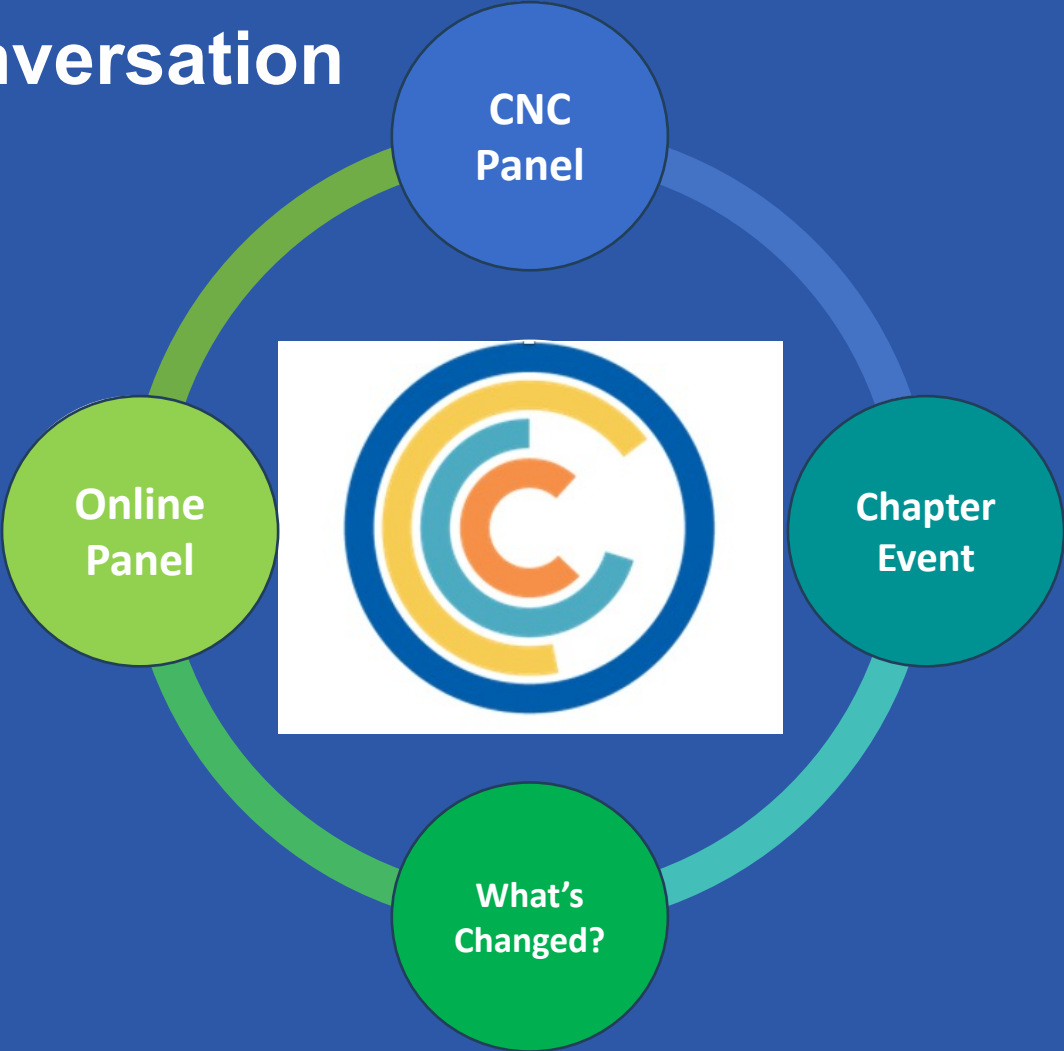 nversation
CNC
Panel
Online
Panel
Chapter
Event
What's
Changed?